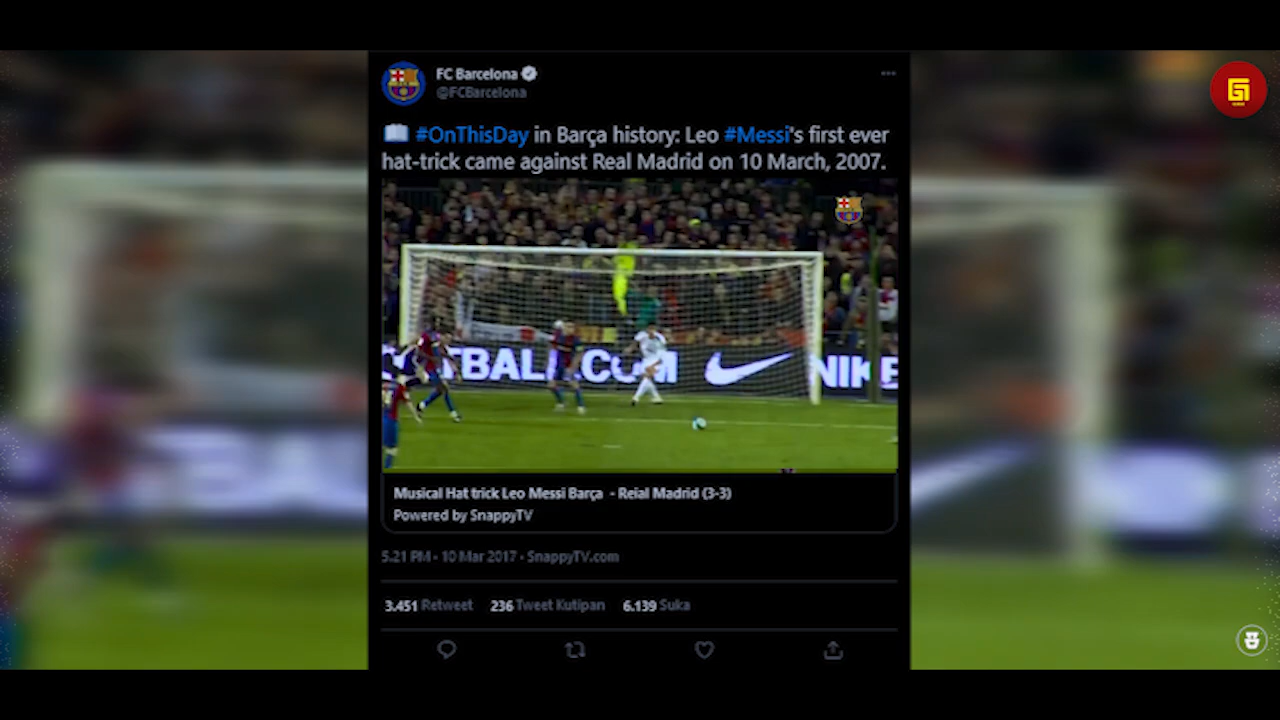 FC Barcelona
@FCBarcelona
#OnThisDay in Barça history: Leo #Messi's first ever
hat-trick came against Real Madrid on 10 March, 2007.
TBALL.COM NIKE
Musical Hat trick Leo Messi Barça - Reial Madrid (3-3)
Powered by SnappyTV
5.21 PM · 10 Mar 2017 · SnappyTV.com
3.451 Retweet 236 Tweet Kutipan 6.139 Suka